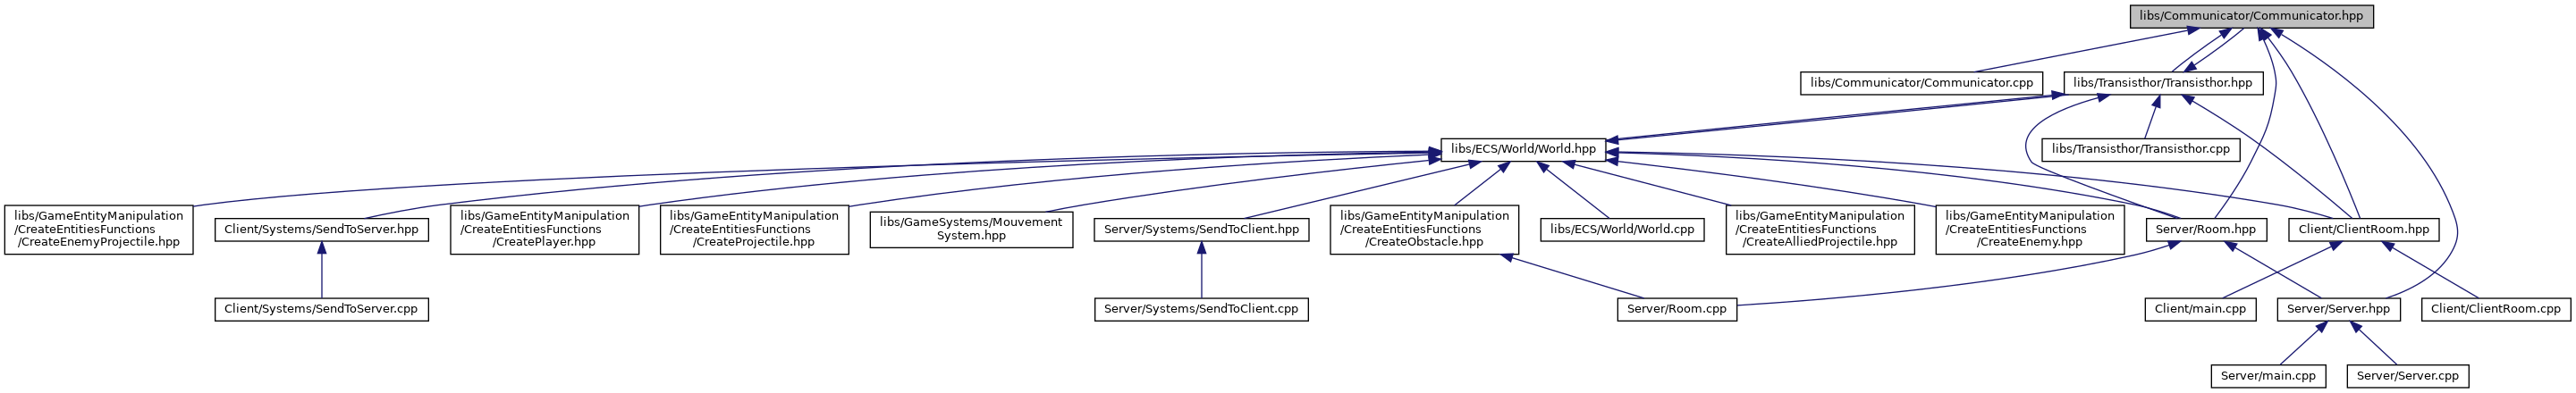 libs/Communicator/Communicator.hpp
libs/Communicator/Communicator.cpp
libs/Transisthor/Transisthor.hpp
libs/ECS/World/World.hpp
libs/Transisthor/Transisthor.cpp
libs/GameEntityManipulation
/CreateEntitiesFunctions
/CreateEnemyProjectile.hpp
Client/Systems/SendToServer.hpp
libs/GameEntityManipulation
/CreateEntitiesFunctions
/CreatePlayer.hpp
libs/GameEntityManipulation
/CreateEntitiesFunctions
/CreateProjectile.hpp
libs/GameSystems/Mouvement
System.hpp
Server/Systems/SendToClient.hpp
libs/GameEntityManipulation
/CreateEntitiesFunctions
/CreateObstacle.hpp
libs/ECS/World/World.cpp
libs/GameEntityManipulation
/CreateEntitiesFunctions
/CreateAlliedProjectile.hpp
libs/GameEntityManipulation
/CreateEntitiesFunctions
/CreateEnemy.hpp
Server/Room.hpp
Client/ClientRoom.hpp
Client/Systems/SendToServer.cpp
Server/Systems/SendToClient.cpp
Server/Room.cpp
Client/main.cpp
Server/Server.hpp
Client/ClientRoom.cpp
Server/main.cpp
Server/Server.cpp